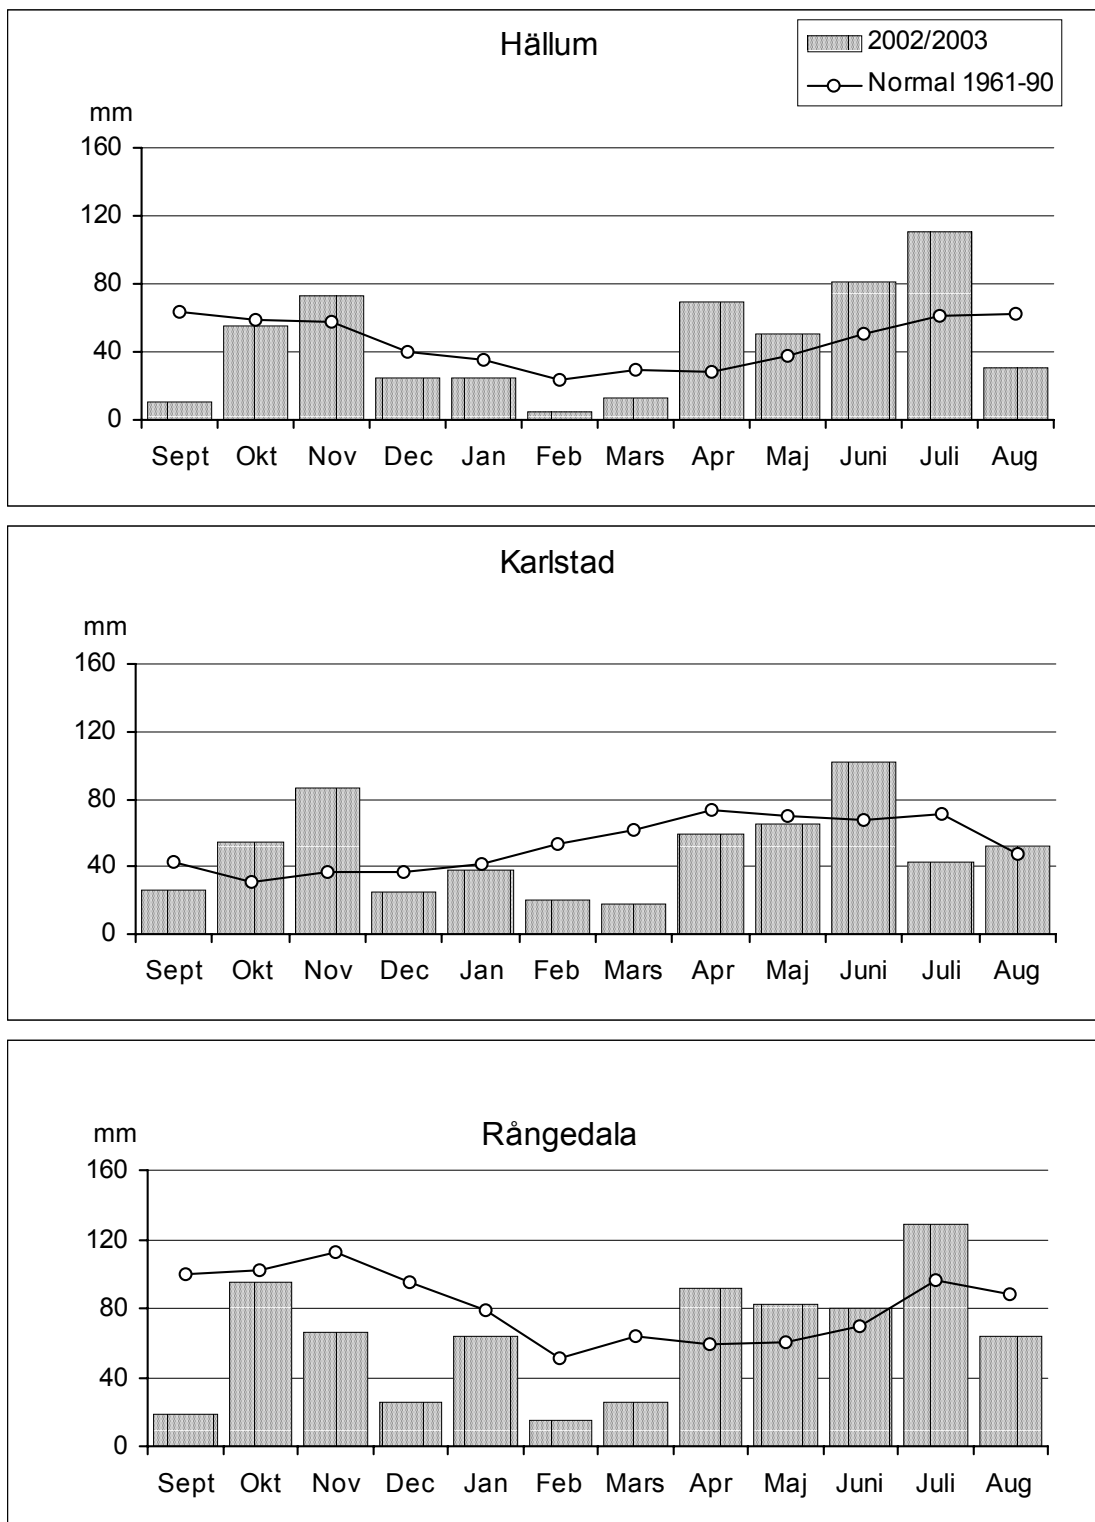 Hällum
2002/2003
Normal 1961-90
mm
160
120
80
40
0
Sept Okt Nov Dec Jan Feb Mars Apr Maj Juni Juli Aug
Karlstad
mm
160
120
80
40
0
Sept Okt Nov Dec Jan Feb Mars Apr Maj Juni Juli Aug
Rångedala
mm
160
120
80
40
0
Sept Okt Nov Dec Jan Feb Mars Apr Maj Juni Juli Aug